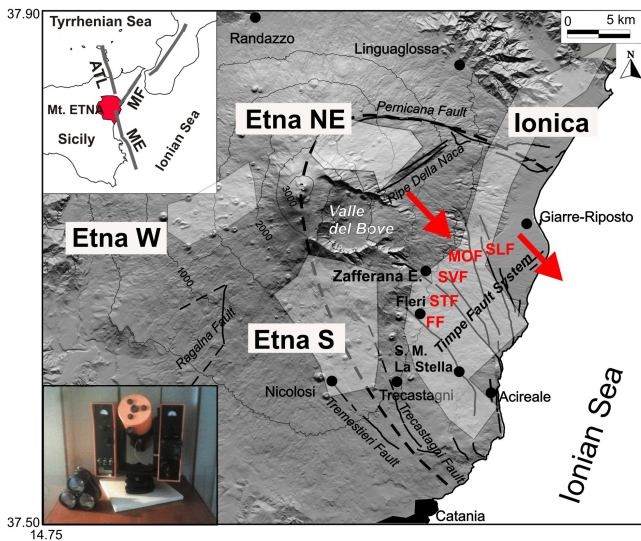 37.90
Tyrrhenian Sea
ATL
MF
Mt. ETNA
ME
Sicily
Ionian Sea
Randazzo
Linguaglossa
0 5 km
N
Pernicana Fault
Etna NE
Ionica
Ripe Della Naca
3000
2000
1000
Valle
del Bove
Giarre-Riposto
Etna W
MOF SLF
Zafferana E.
SVF
Timpe Fault System
Fleri STF
FF
Ragalna Fault
Etna S
S. M.
La Stella
Nicolosi
Trecastagni
Acireale
Tremestieri Fault
Trecastagni Fault
Ionian Sea
Catania
37.50
14.75